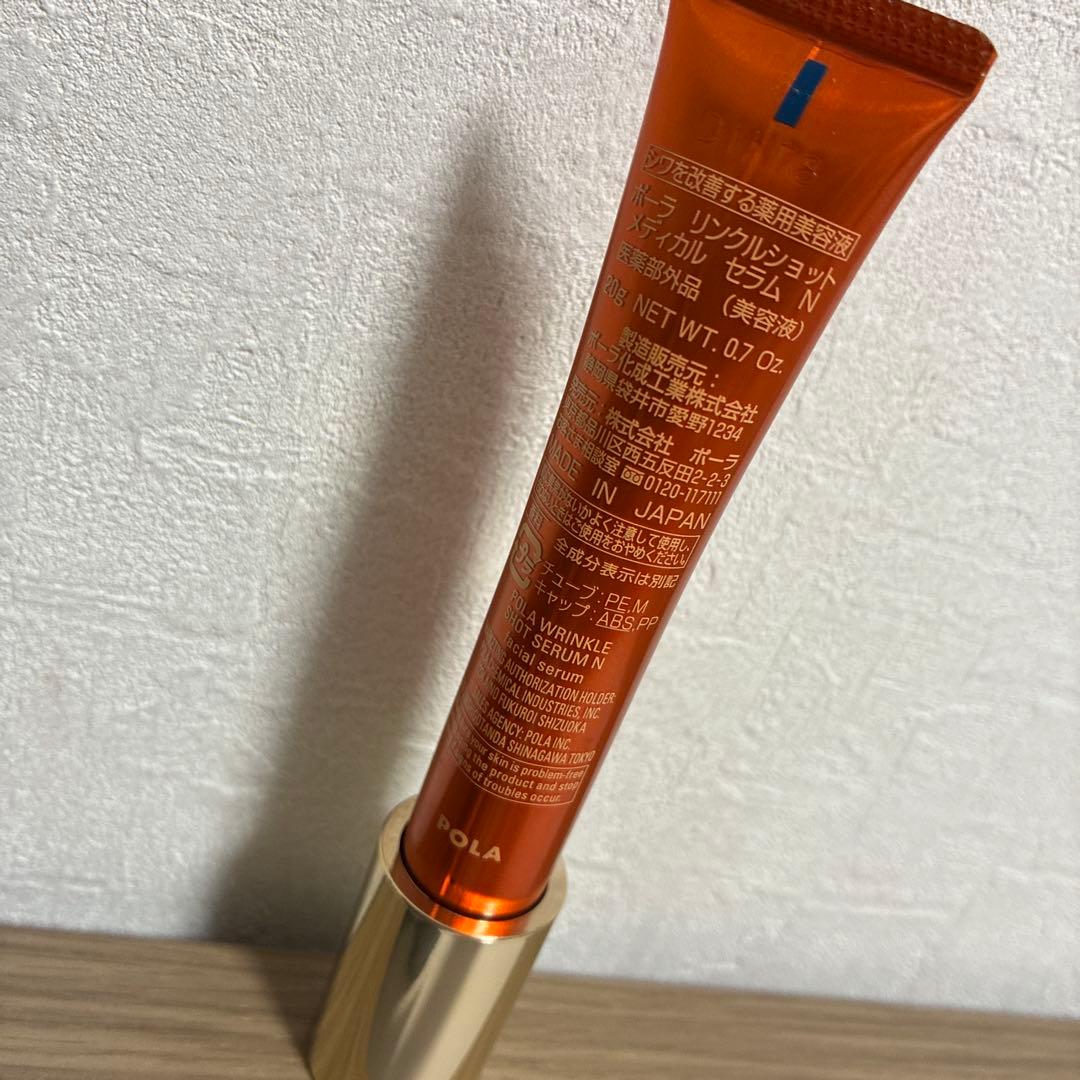 シワを改善する薬用美容液
ポーラ リンクルショット
メディカル セラム N
医薬部外品 (美容液)
20g NET WT. 0.7 Oz.
製造販売元:
ポーラ化成工業株式会社
静岡県袋井市愛野1234
発売元:株式会社 ポーラ
品川区西五反田2-2-3
相談室 0120-117111
MADE IN JAPAN
ないかよく注意して使用し、
ご使用をおやめください。
全成分表示は別記
チューブ:PE,M
キャップ:ABS,PP
POLA WRINKLE
SHOT SERUM N
facial serum
AUTHORIZATION HOLDER:
INDUSTRIES, INC.
FUKUROI SHIZUOKA
AGENCY: POLA INC.
SHINAGAWA TOKYO
your skin is problem-free
the product and stop
of troubles occur.
POLA